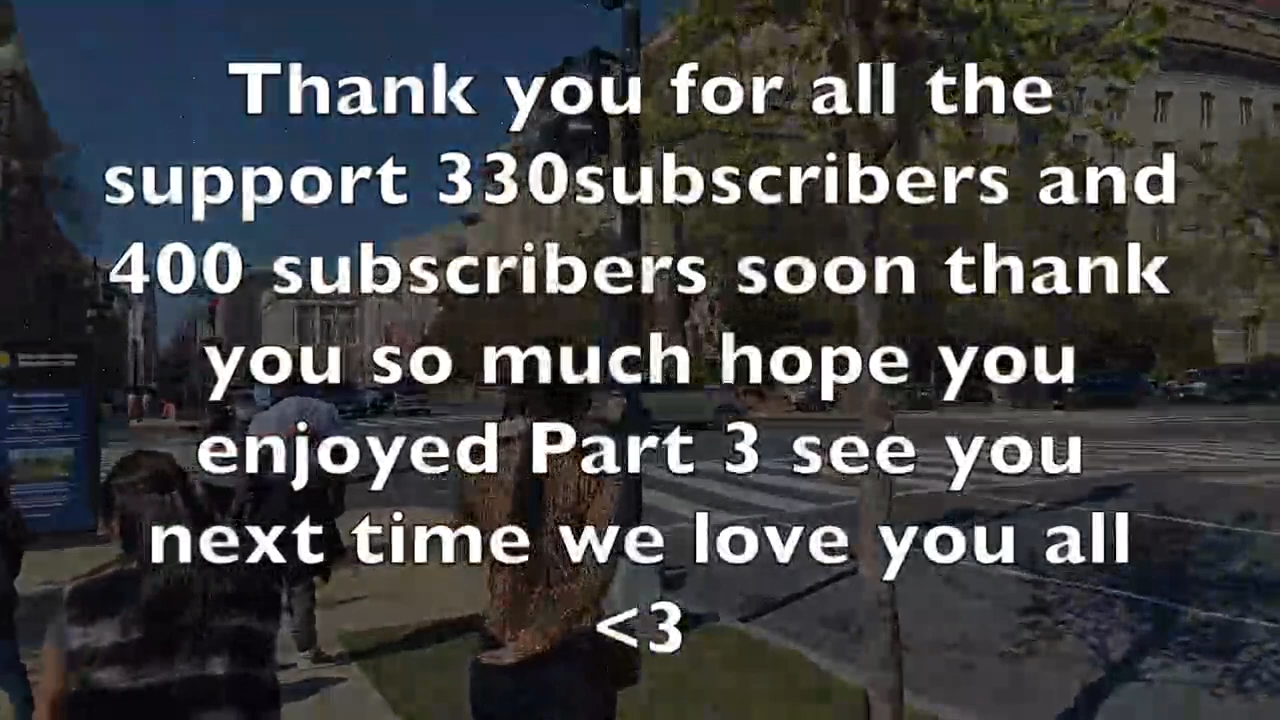 Thank you for all the
support 330subscribers and
400 subscribers soon thank
you so much hope you
enjoyed Part 3 see you
next time we love you all
<3